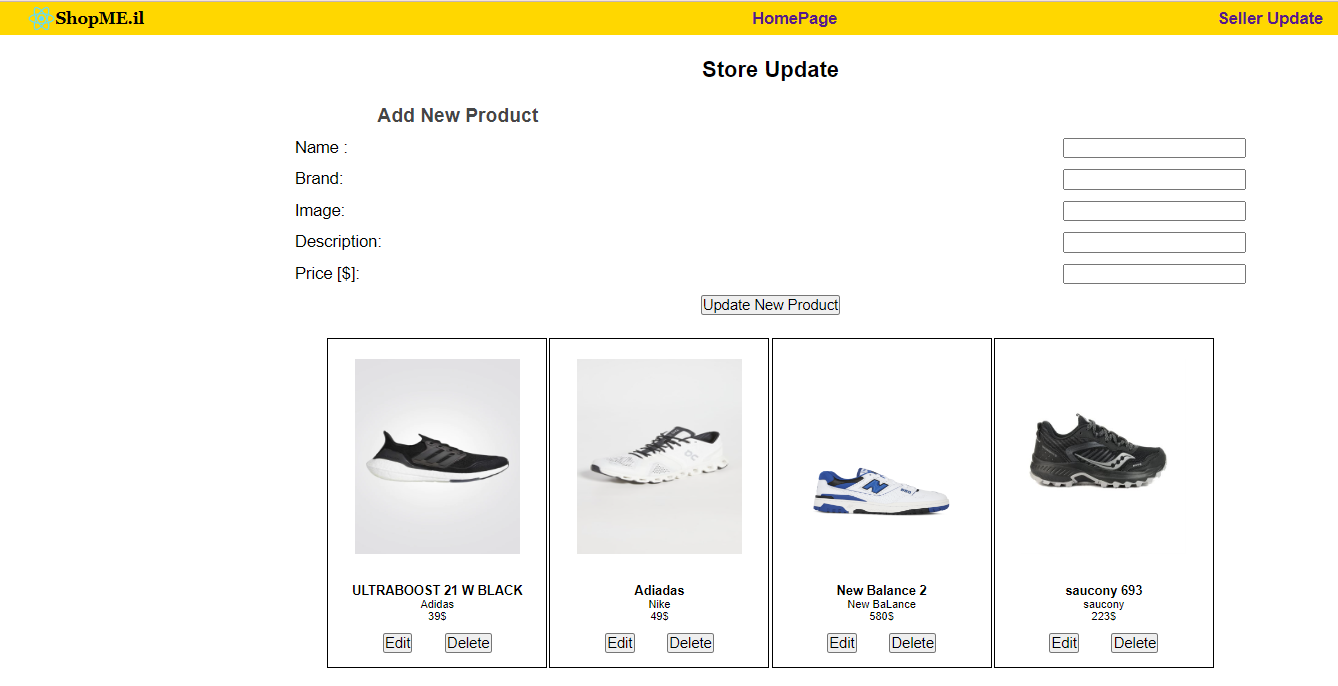 ShopME.il HomePage Seller Update
Store Update
Add New Product
Name :
Brand:
Image:
Description:
Price [$]:
Update New Product
ULTRABOOST 21 W BLACK
Adidas
39$
Edit Delete
Adiadas
Nike
49$
Edit Delete
N
New Balance 2
New BaLance
580$
Edit Delete
saucony 693
saucony
223$
Edit Delete